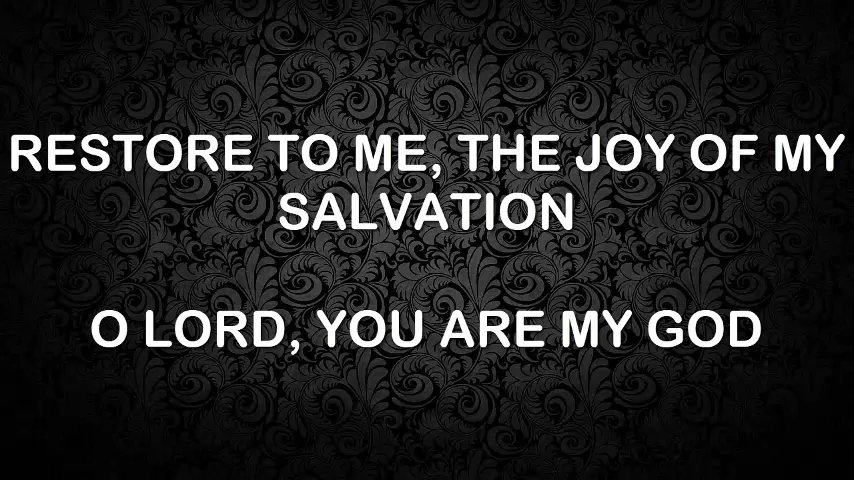 RESTORE TO ME, THE JOY OF MY
SALVATION
O LORD, YOU ARE MY GOD